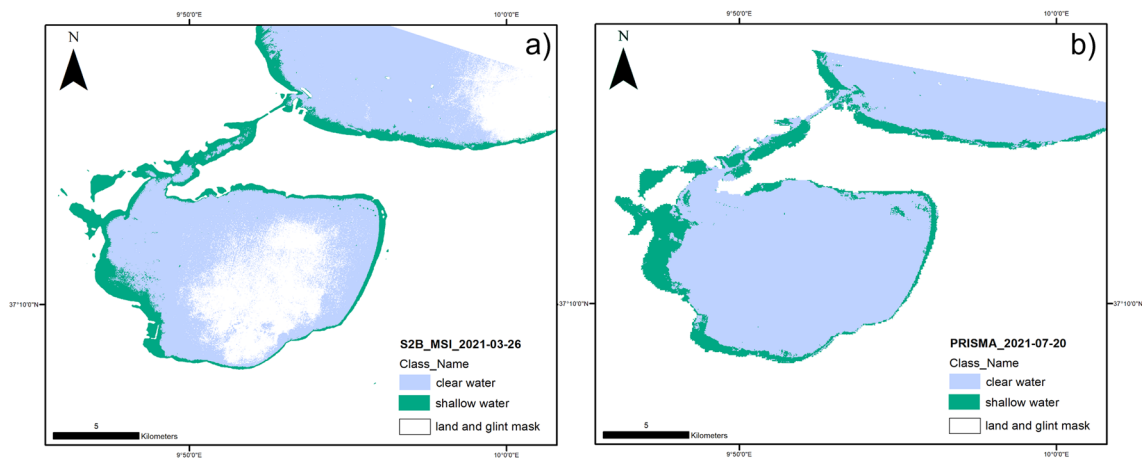 9°50'0"E
10°0'0"E
N
a)
37°10'0"N
S2B_MSI_2021-03-26
Class_Name
clear water
shallow water
land and glint mask
5
Kilometers
9°50'0"E
10°0'0"E
9°50'0"E
10°0'0"E
N
b)
37°10'0"N
37°10'0"N
PRISMA_2021-07-20
Class_Name
clear water
shallow water
land and glint mask
5
Kilometers
9°50'0"E
10°0'0"E